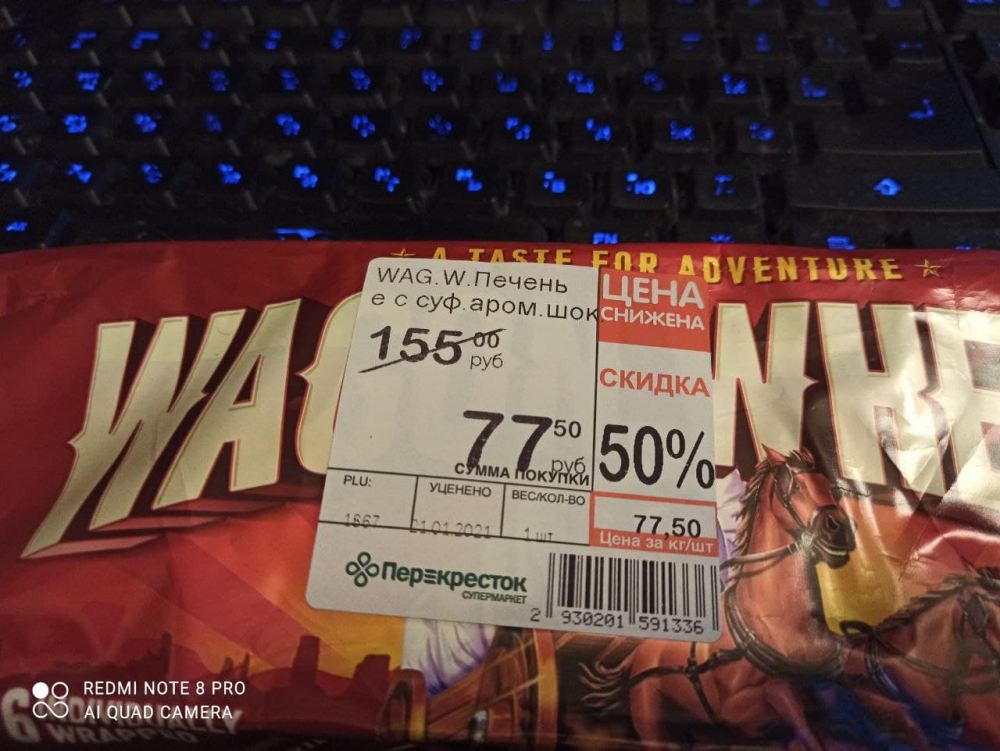 A TASTE FOR ADVENTURE
WAG.W.Печень
е с суф.аром.шок
155 00
руб
77 50
руб
СУММА ПОКУПКИ
ЦЕНА
СНИЖЕНА
СКИДКА
50%
PLU:
УЦЕНЕНО
ВЕС/КОЛ-ВО
1667
21.01.2021
1 шт
77,50
Цена за кг/шт
Перекресток
СУПЕРМАРКЕТ
2 930201 591336
6
WRAPPED
REDMI NOTE 8 PRO
AI QUAD CAMERA